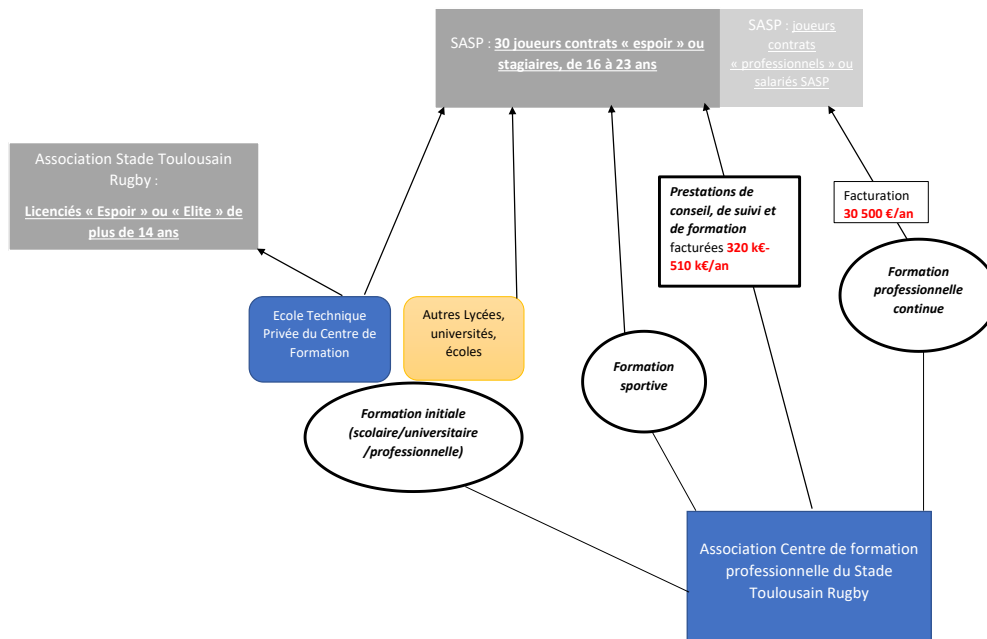 SASP : 30 joueurs contrats « espoir » ou
stagiaires, de 16 à 23 ans
SASP : joueurs
contrats
« professionnels » ou
salariés SASP
Association Stade Toulousain
Rugby :
Licenciés « Espoir » ou « Elite » de
plus de 14 ans
Prestations de
conseil, de suivi et
de formation
facturées 320 k€-
510 k€/an
Facturation
30 500 €/an
Formation
professionnelle
continue
Ecole Technique
Privée du Centre de
Formation
Autres Lycées,
universités,
écoles
Formation
sportive
Formation initiale
(scolaire/universitaire
/professionnelle)
Association Centre de formation
professionnelle du Stade
Toulousain Rugby